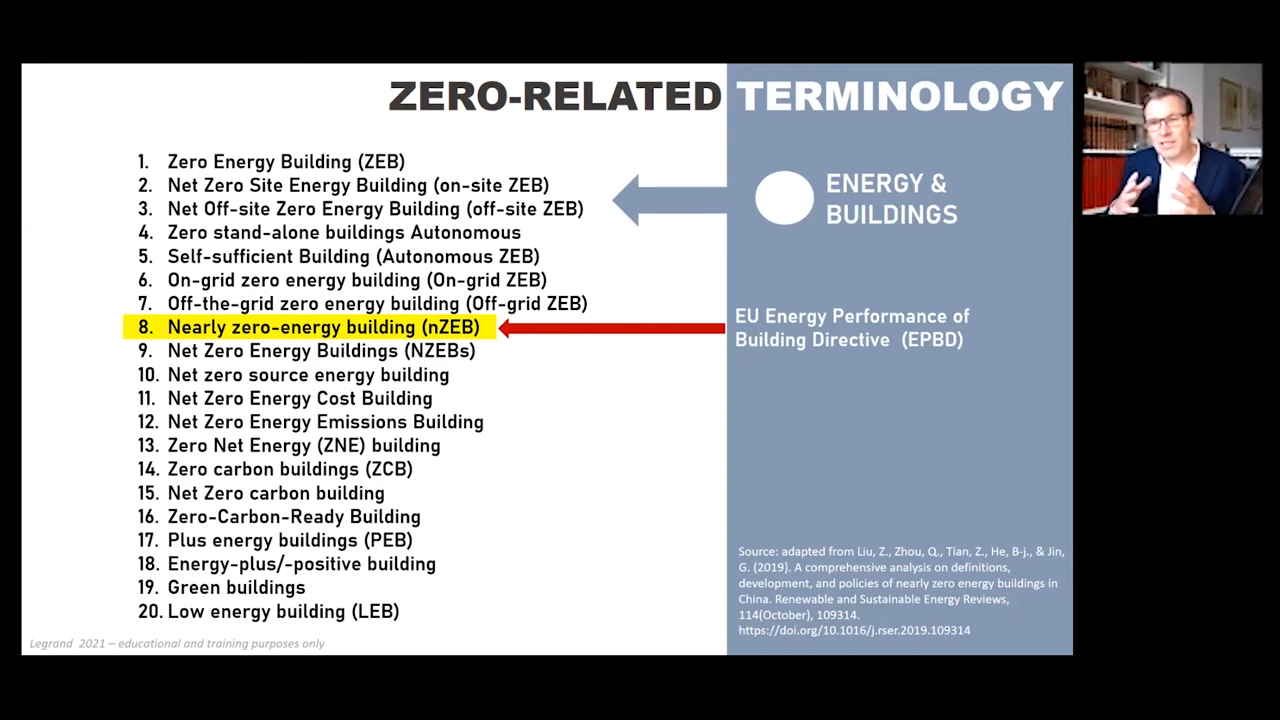 ZERO-RELATED TERMINOLOGY
1. Zero Energy Building (ZEB)
2. Net Zero Site Energy Building (on-site ZEB)
3. Net Off-site Zero Energy Building (off-site ZEB)
4. Zero stand-alone buildings Autonomous
5. Self-sufficient Building (Autonomous ZEB)
6. On-grid zero energy building (On-grid ZEB)
7. Off-the-grid zero energy building (Off-grid ZEB)
8. Nearly zero-energy building (nZEB)
9. Net Zero Energy Buildings (NZEBs)
10. Net zero source energy building
11. Net Zero Energy Cost Building
12. Net Zero Energy Emissions Building
13. Zero Net Energy (ZNE) building
14. Zero carbon buildings (ZCB)
15. Net Zero carbon building
16. Zero-Carbon-Ready Building
17. Plus energy buildings (PEB)
18. Energy-plus/-positive building
19. Green buildings
20. Low energy building (LEB)
Legrand 2021 – educational and training purposes only
ENERGY &
BUILDINGS
EU Energy Performance of
Building Directive (EPBD)
Source: adapted from Liu, Z., Zhou, Q., Tian, Z., He, B-j., & Jin,
G. (2019). A comprehensive analysis on definitions,
development, and policies of nearly zero energy buildings in
China. Renewable and Sustainable Energy Reviews,
114(October), 109314.
https://doi.org/10.1016/j.rser.2019.109314